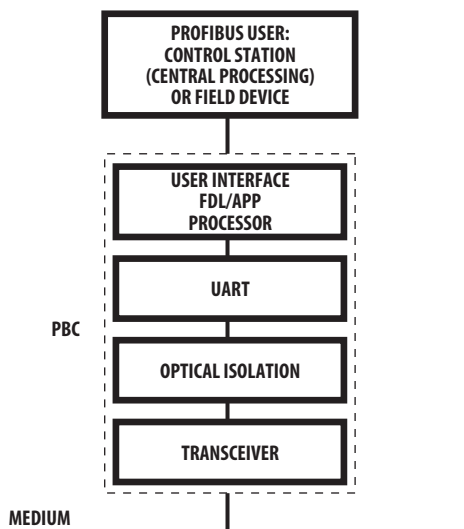 PROFIBUS USER:
CONTROL STATION
(CENTRAL PROCESSING)
OR FIELD DEVICE
USER INTERFACE
FDL/APP
PROCESSOR
UART
PBC
OPTICAL ISOLATION
TRANSCEIVER
MEDIUM